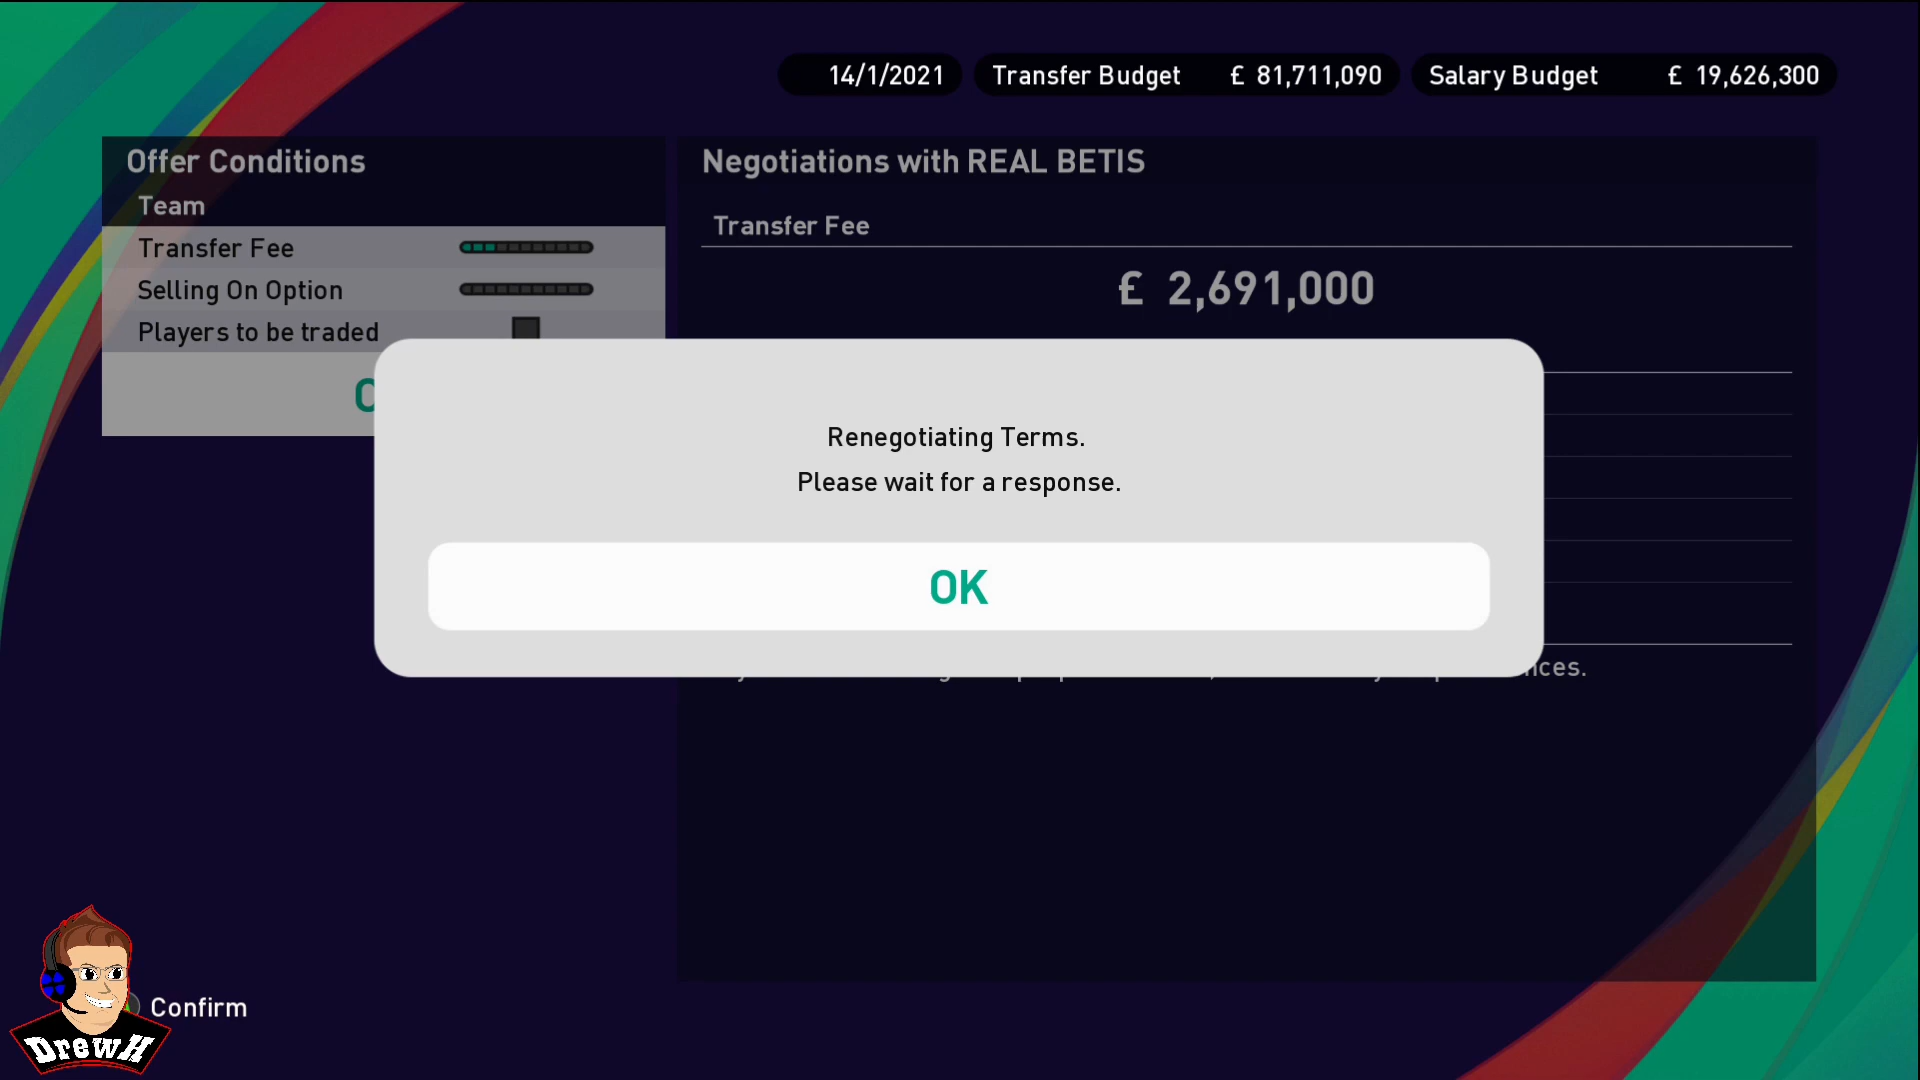 14/1/2021
Transfer Budget £ 81,711,090
Salary Budget £ 19,626,300
Offer Conditions
Team
Transfer Fee
Selling On Option
Players to be traded
Negotiations with REAL BETIS
Transfer Fee
£ 2,691,000
Renegotiating Terms.
Please wait for a response.
OK
Confirm
DrewH